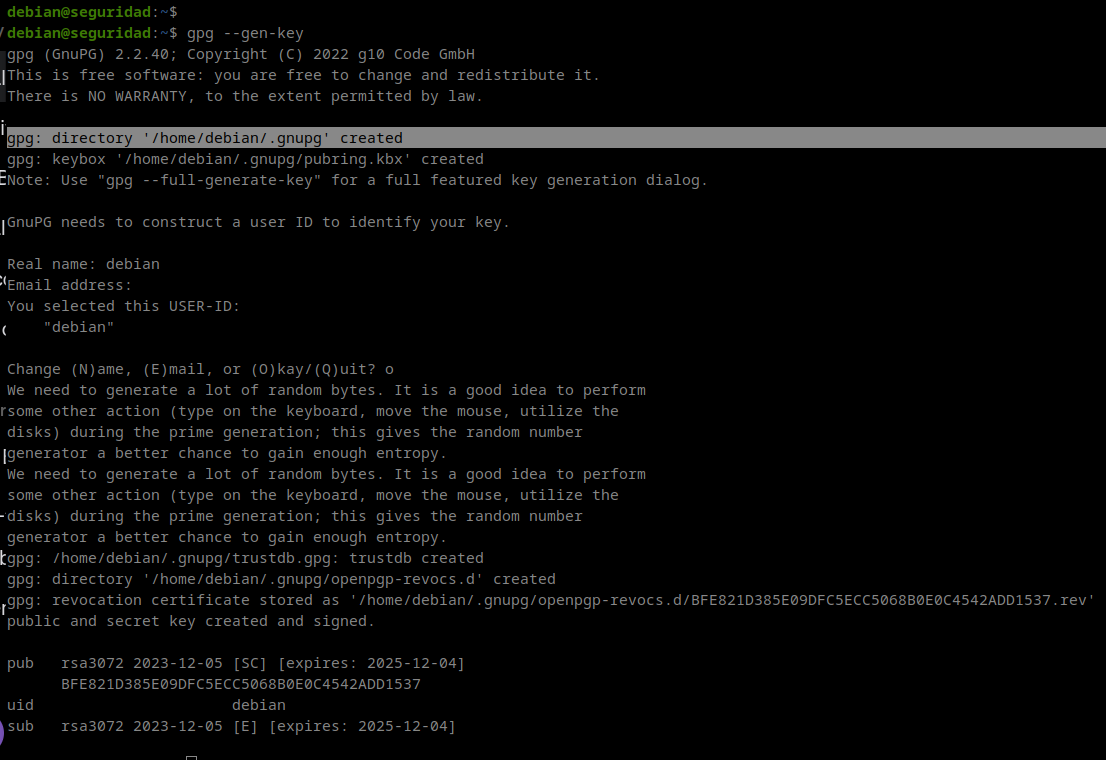 debian@seguridad:~$
debian@seguridad:~$ gpg --gen-key
gpg (GnuPG) 2.2.40; Copyright (C) 2022 g10 Code GmbH
This is free software: you are free to change and redistribute it.
There is NO WARRANTY, to the extent permitted by law.
gpg: directory '/home/debian/.gnupg' created
gpg: keybox '/home/debian/.gnupg/pubring.kbx' created
Note: Use "gpg --full-generate-key" for a full featured key generation dialog.
GnuPG needs to construct a user ID to identify your key.
Real name: debian
Email address:
You selected this USER-ID:
"debian"
Change (N)ame, (E)mail, or (O)kay/(Q)uit? o
We need to generate a lot of random bytes. It is a good idea to perform
some other action (type on the keyboard, move the mouse, utilize the
disks) during the prime generation; this gives the random number
generator a better chance to gain enough entropy.
We need to generate a lot of random bytes. It is a good idea to perform
some other action (type on the keyboard, move the mouse, utilize the
disks) during the prime generation; this gives the random number
generator a better chance to gain enough entropy.
gpg: /home/debian/.gnupg/trustdb.gpg: trustdb created
gpg: directory '/home/debian/.gnupg/openpgp-revocs.d' created
gpg: revocation certificate stored as '/home/debian/.gnupg/openpgp-revocs.d/BFE821D385E09DFC5ECC5068B0E0C4542ADD1537.rev'
public and secret key created and signed.
pub rsa3072 2023-12-05 [SC] [expires: 2025-12-04]
BFE821D385E09DFC5ECC5068B0E0C4542ADD1537
uid debian
sub rsa3072 2023-12-05 [E] [expires: 2025-12-04]